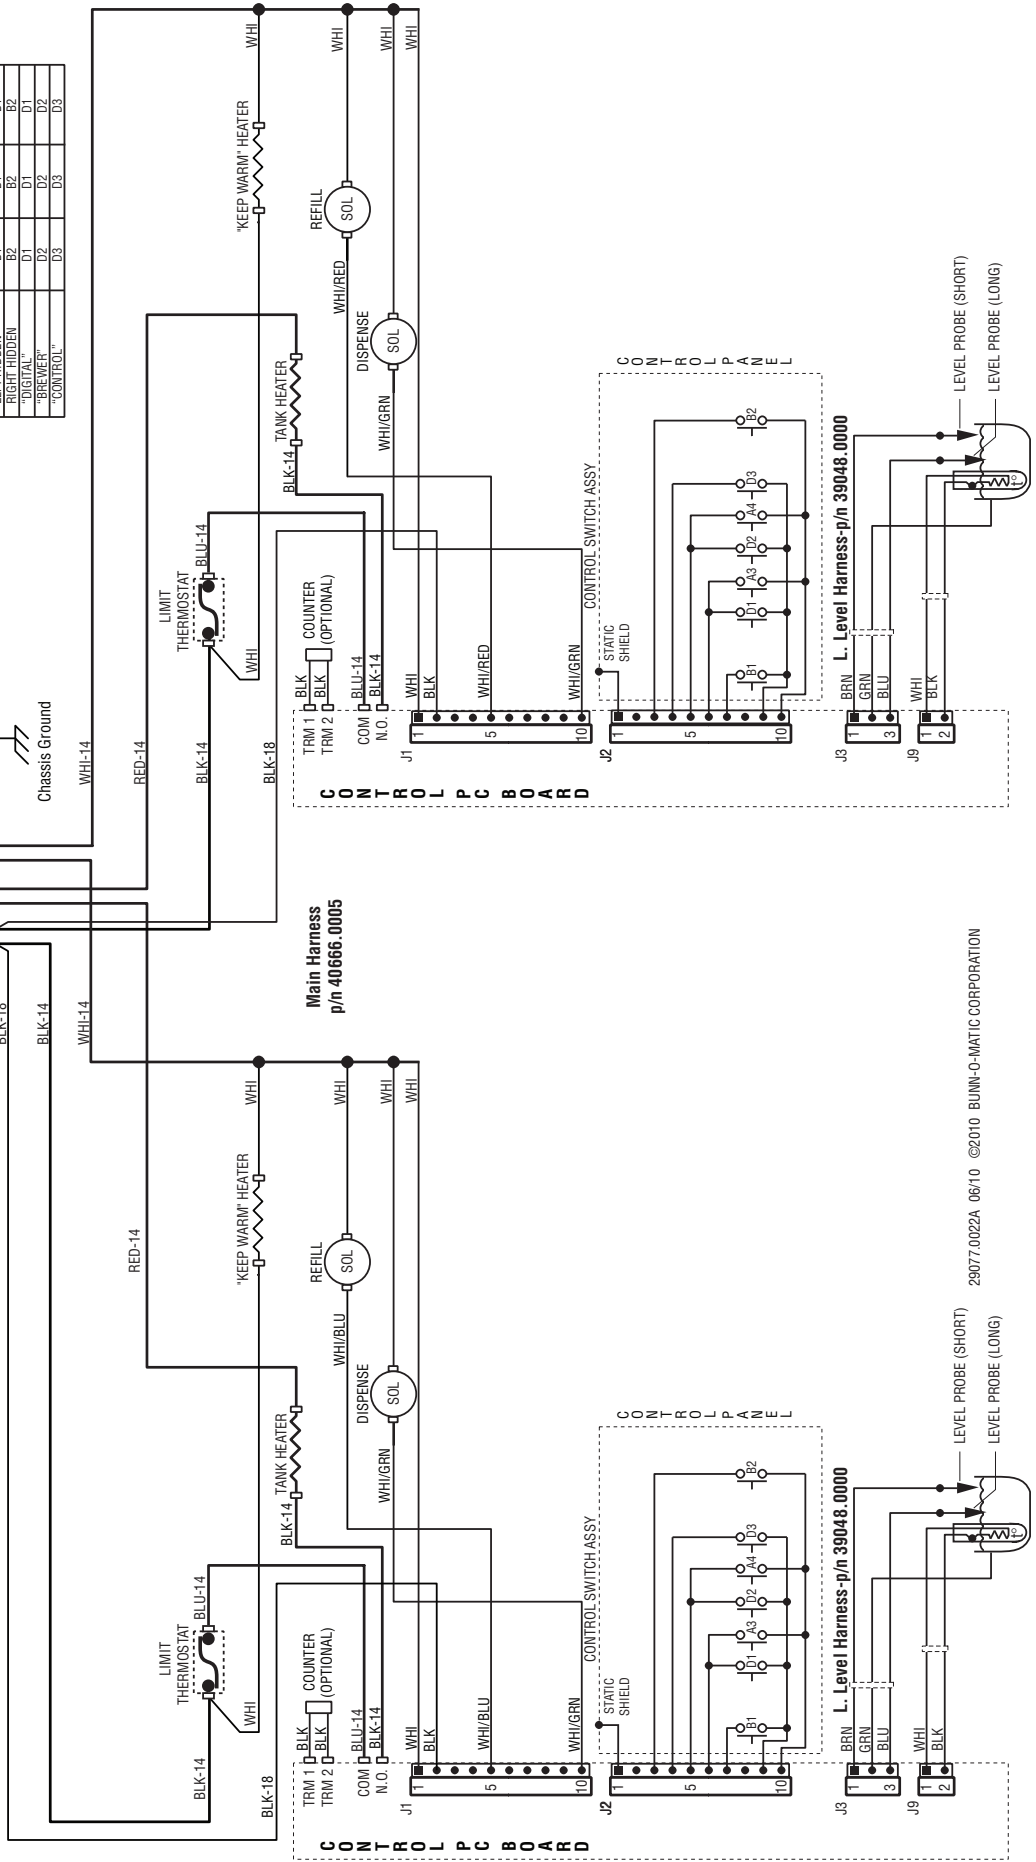 RIGHT HIDDEN B2 B2 B2
"DIGITAL" D1 D1 D1
"BREWER" D2 D2 D2
"CONTROL" D3 D3 D3
Chassis Ground
WHI-14
RED-14
BLK-14
BLK-18
LIMIT
THERMOSTAT
BLU-14
WHI
"KEEP WARM" HEATER
WHI
REFILL
SOL
WHI
WHI/RED
DISPENSE
SOL
WHI
WHI
WHI/GRN
TANK HEATER
BLK-14
COUNTER
(OPTIONAL)
TRM 1 BLK
TRM 2 BLK
COM BLU-14
N.O. BLK-14
J1
1 WHI
BLK
5 WHI/RED
10 WHI/GRN
CONTROL PC BOARD
CONTROL SWITCH ASSY
STATIC
SHIELD
J2
1
5
10
B1
D1
A3
D2
A4
D3
B2
CONTROL PANEL
L. Level Harness-p/n 39048.0000
J3
1 BRN
GRN
3 BLU
J9
1 WHI
2 BLK
t°
LEVEL PROBE (SHORT)
LEVEL PROBE (LONG)
Main Harness
p/n 40666.0005
29077.0022A 06/10 ©2010 BUNN-O-MATIC CORPORATION
BLK-18
BLK-14
WHI-14
RED-14
BLK-14
BLK-18
LIMIT
THERMOSTAT
BLU-14
WHI
"KEEP WARM" HEATER
WHI
REFILL
SOL
WHI
WHI/BLU
DISPENSE
SOL
WHI
WHI
WHI/GRN
TANK HEATER
BLK-14
COUNTER
(OPTIONAL)
TRM 1 BLK
TRM 2 BLK
COM BLU-14
N.O. BLK-14
J1
1 WHI
BLK
5 WHI/BLU
10 WHI/GRN
CONTROL PC BOARD
CONTROL SWITCH ASSY
STATIC
SHIELD
J2
1
5
10
B1
D1
A3
D2
A4
D3
B2
CONTROL PANEL
L. Level Harness-p/n 39048.0000
J3
1 BRN
GRN
3 BLU
J9
1 WHI
2 BLK
t°
LEVEL PROBE (SHORT)
LEVEL PROBE (LONG)